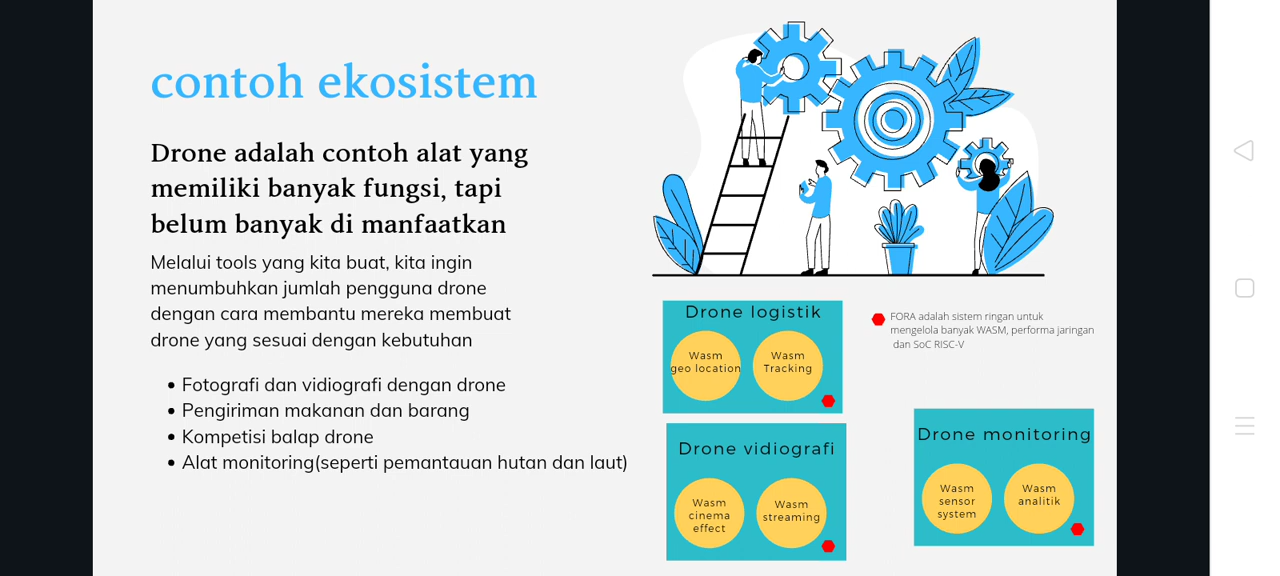 contoh ekosistem
Drone adalah contoh alat yang
memiliki banyak fungsi, tapi
belum banyak di manfaatkan
Melalui tools yang kita buat, kita ingin
menumbuhkan jumlah pengguna drone
dengan cara membantu mereka membuat
drone yang sesuai dengan kebutuhan
• Fotografi dan vidiografi dengan drone
• Pengiriman makanan dan barang
• Kompetisi balap drone
• Alat monitoring(seperti pemantauan hutan dan laut)
Drone logistik
Wasm
geo location
Wasm
Tracking
FORA adalah sistem ringan untuk
mengelola banyak WASM, performa jaringan
dan SoC RISC-V
Drone vidiografi
Wasm
cinema
effect
Wasm
streaming
Drone monitoring
Wasm
sensor
system
Wasm
analitik